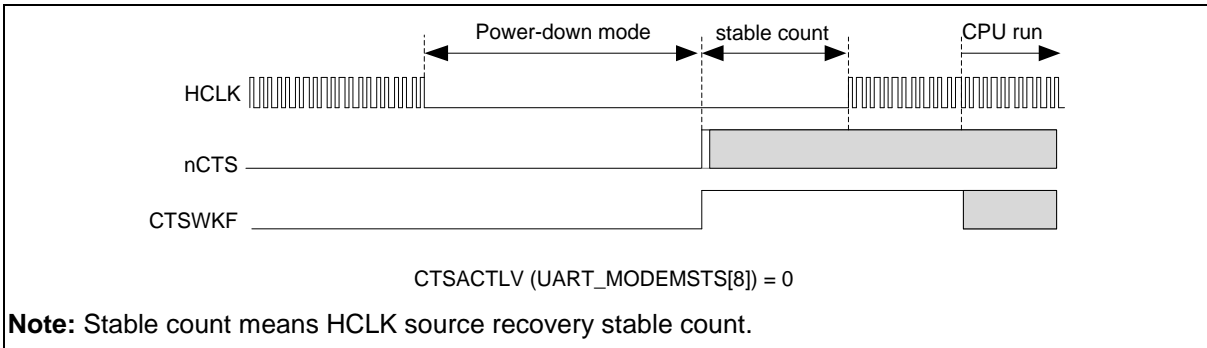 Power-down mode stable count CPU run
HCLK
nCTS
CTSWKF
CTSACTLV (UART_MODEMSTS[8]) = 0
Note: Stable count means HCLK source recovery stable count.